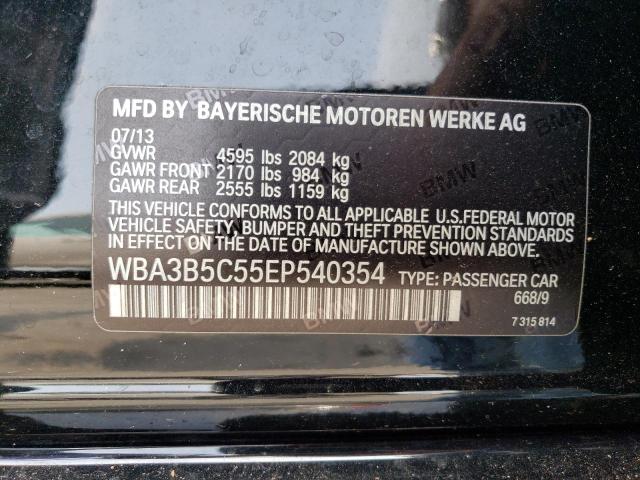 MFD BY BAYERISCHE MOTOREN WERKE AG
07/13
GVWR 4595 lbs 2084 kg
GAWR FRONT 2170 lbs 984 kg
GAWR REAR 2555 lbs 1159 kg
THIS VEHICLE CONFORMS TO ALL APPLICABLE U.S.FEDERAL MOTOR
VEHICLE SAFETY, BUMPER AND THEFT PREVENTION STANDARDS
IN EFFECT ON THE DATE OF MANUFACTURE SHOWN ABOVE.
WBA3B5C55EP540354 TYPE: PASSENGER CAR
668/9
7 315 814